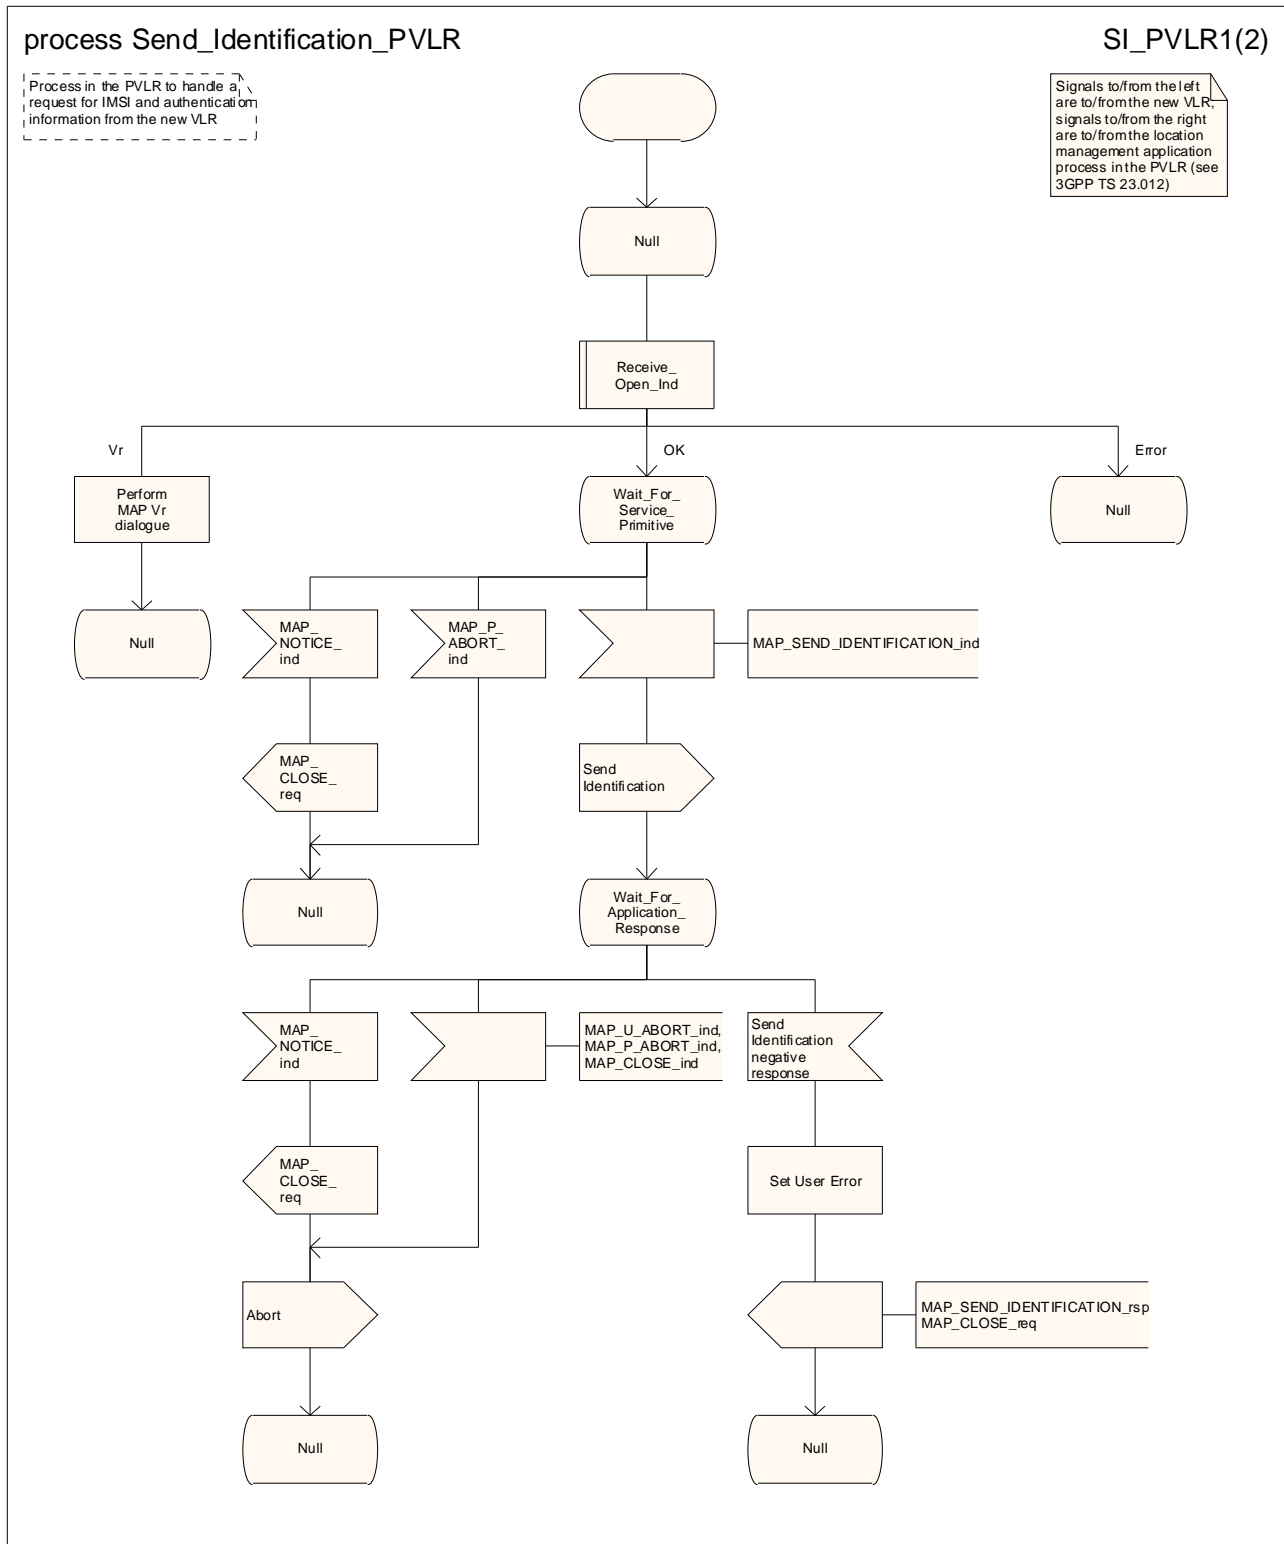 process Send_Identification_PVLR
SI_PVLR1(2)
Process in the PVLR to handle a
request for IMSI and authentication
information from the new VLR
Signals to/from the left
are to/from the new VLR;
signals to/from the right
are to/from the location
management application
process in the PVLR (see
3GPP TS 23.012)
Null
Receive_
Open_Ind
Vr
OK
Error
Perform
MAP Vr
dialogue
Wait_For_
Service_
Primitive
Null
Null
MAP_
NOTICE_
ind
MAP_P_
ABORT_
ind
MAP_SEND_IDENTIFICATION_ind
MAP_
CLOSE_
req
Send
Identification
Null
Wait_For_
Application_
Response
MAP_
NOTICE_
ind
MAP_U_ABORT_ind,
MAP_P_ABORT_ind,
MAP_CLOSE_ind
Send
Identification
negative
response
MAP_
CLOSE_
req
Set User Error
Abort
MAP_SEND_IDENTIFICATION_rsp
MAP_CLOSE_req
Null
Null